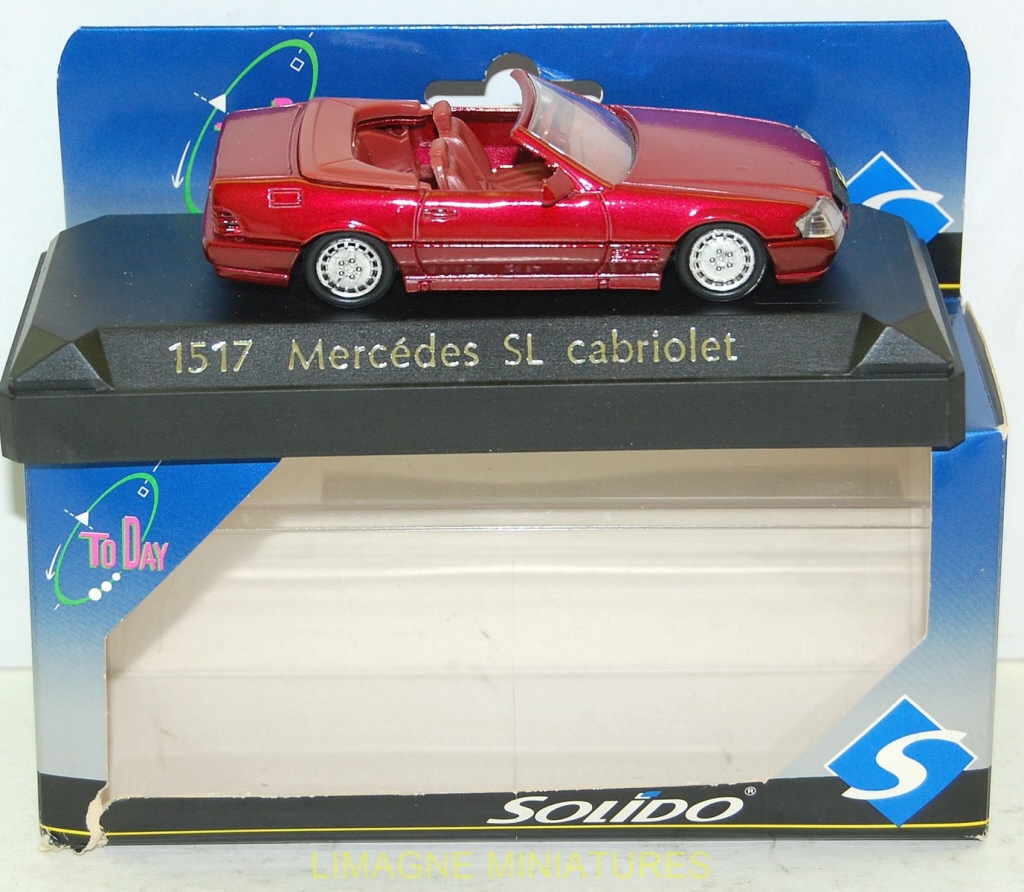 1517 Mercédes SL cabriolet
TO DAY
S
SOLIDO®
LIMAGNE MINIATURES